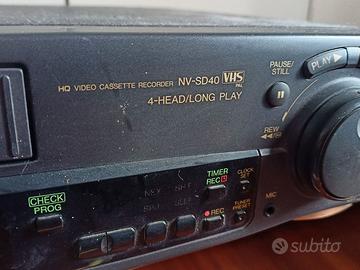 HQ VIDEO CASSETTE RECORDER NV-SD40 VHS
PAL
4-HEAD/LONG PLAY
PAUSE/
STILL
PLAY
REW
TIMER
REC
CLOCK
SET
CHECK
PROG
REC
TUNER
PRESET
MIC
subito